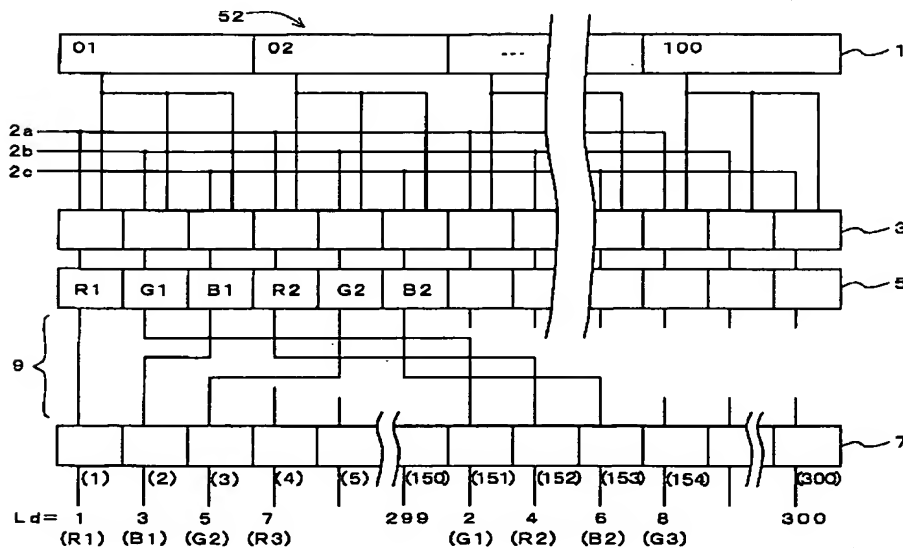 52
01 02 --- 100 1
2a
2b
2c
3
R1 G1 B1 R2 G2 B2 5
9
7
(1) (2) (3) (4) (5) (150) (151) (152) (153) (154) (300)
Ld= 1 3 5 7 299 2 4 6 8 300
(R1) (B1) (G2) (R3) (G1) (R2) (B2) (G3)